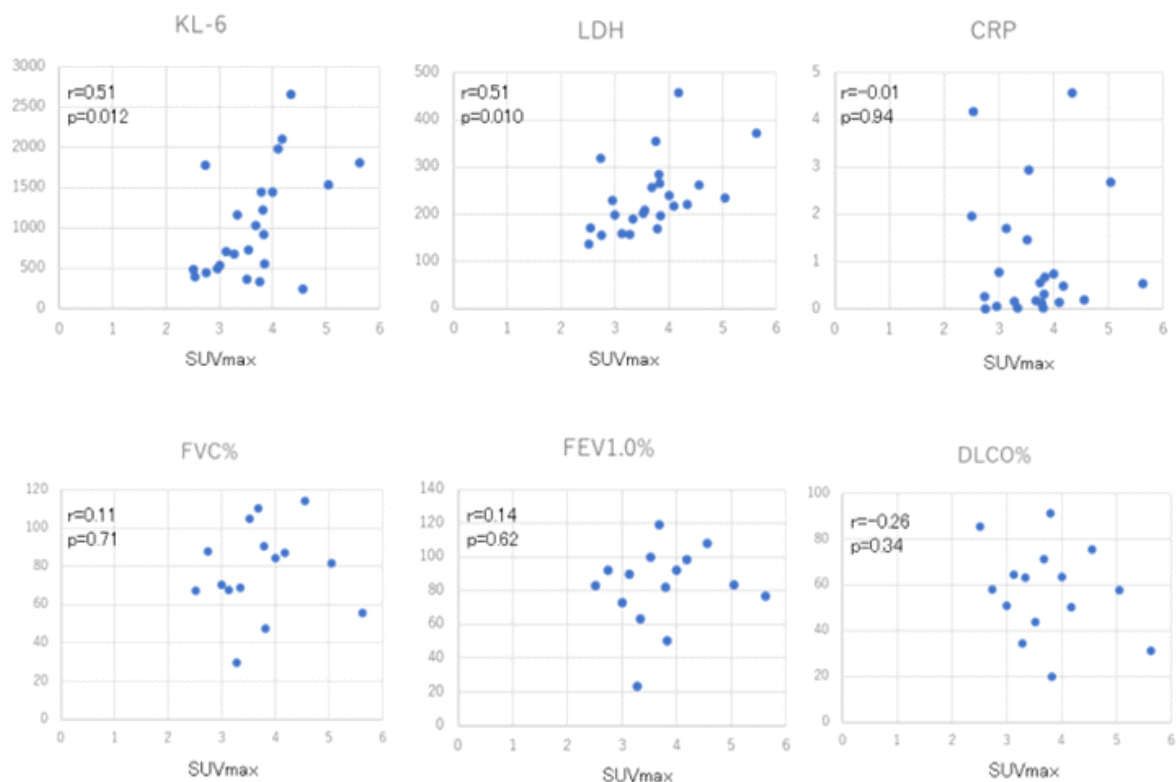 KL-6
3000
2500
2000
1500
1000
500
0
r=0.51
p=0.012
0 1 2 3 4 5 6
SUVmax
LDH
500
400
300
200
100
0
r=0.51
p=0.010
0 1 2 3 4 5 6
SUVmax
CRP
5
4
3
2
1
0
r=-0.01
p=0.94
0 1 2 3 4 5 6
SUVmax
FVC%
120
100
80
60
40
20
0
r=0.11
p=0.71
0 1 2 3 4 5 6
SUVmax
FEV1.0%
140
120
100
80
60
40
20
0
r=0.14
p=0.62
0 1 2 3 4 5 6
SUVmax
DLCO%
100
80
60
40
20
0
r=-0.26
p=0.34
0 1 2 3 4 5 6
SUVmax